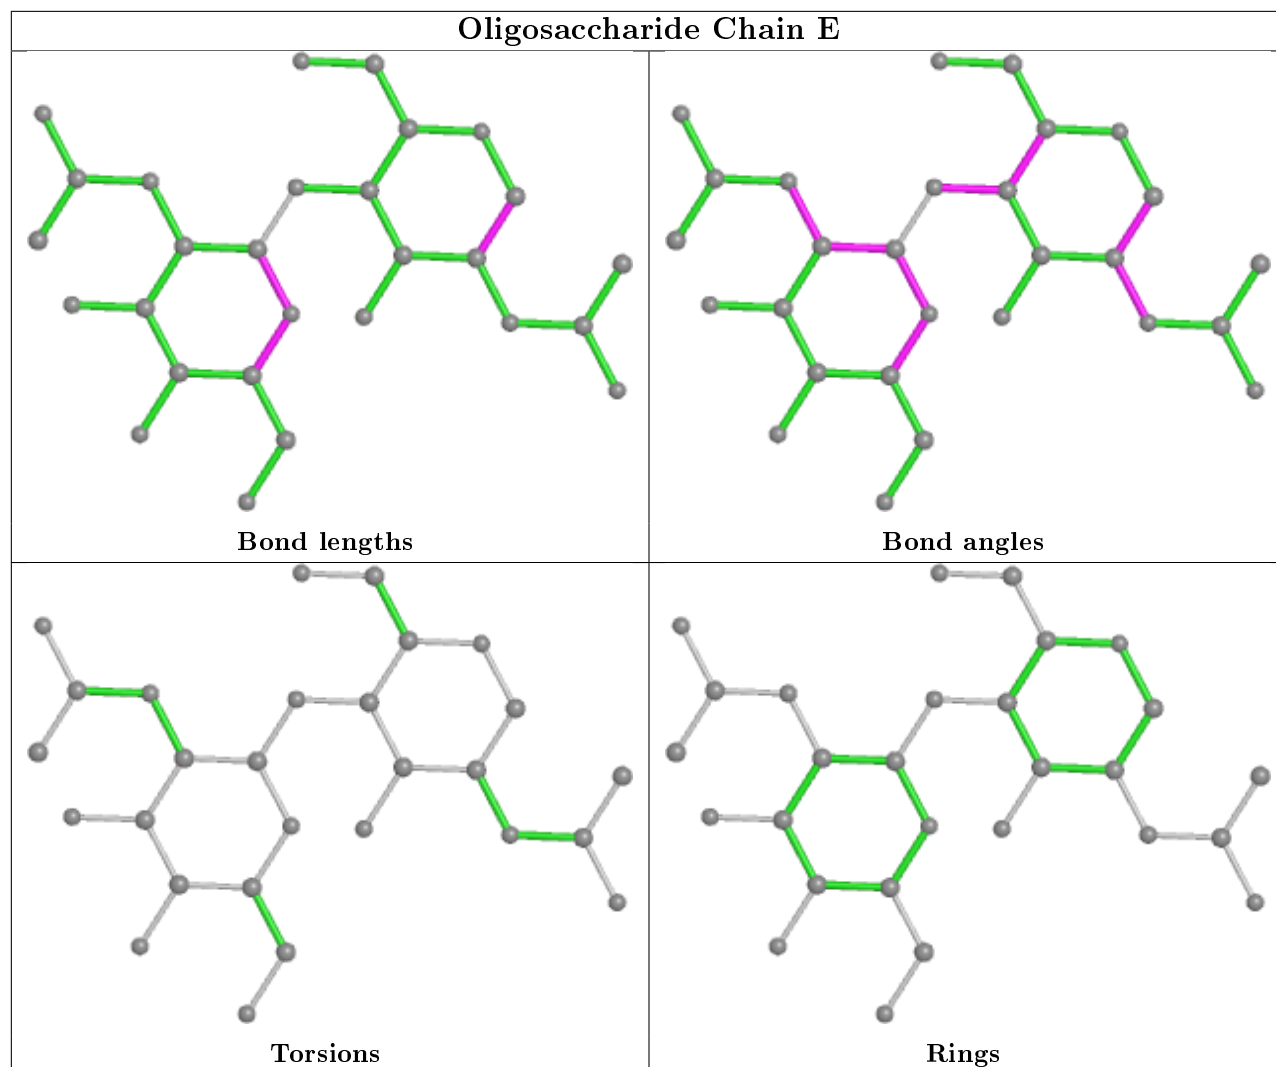 Oligosaccharide Chain E
Bond lengths
Bond angles
Torsions
Rings